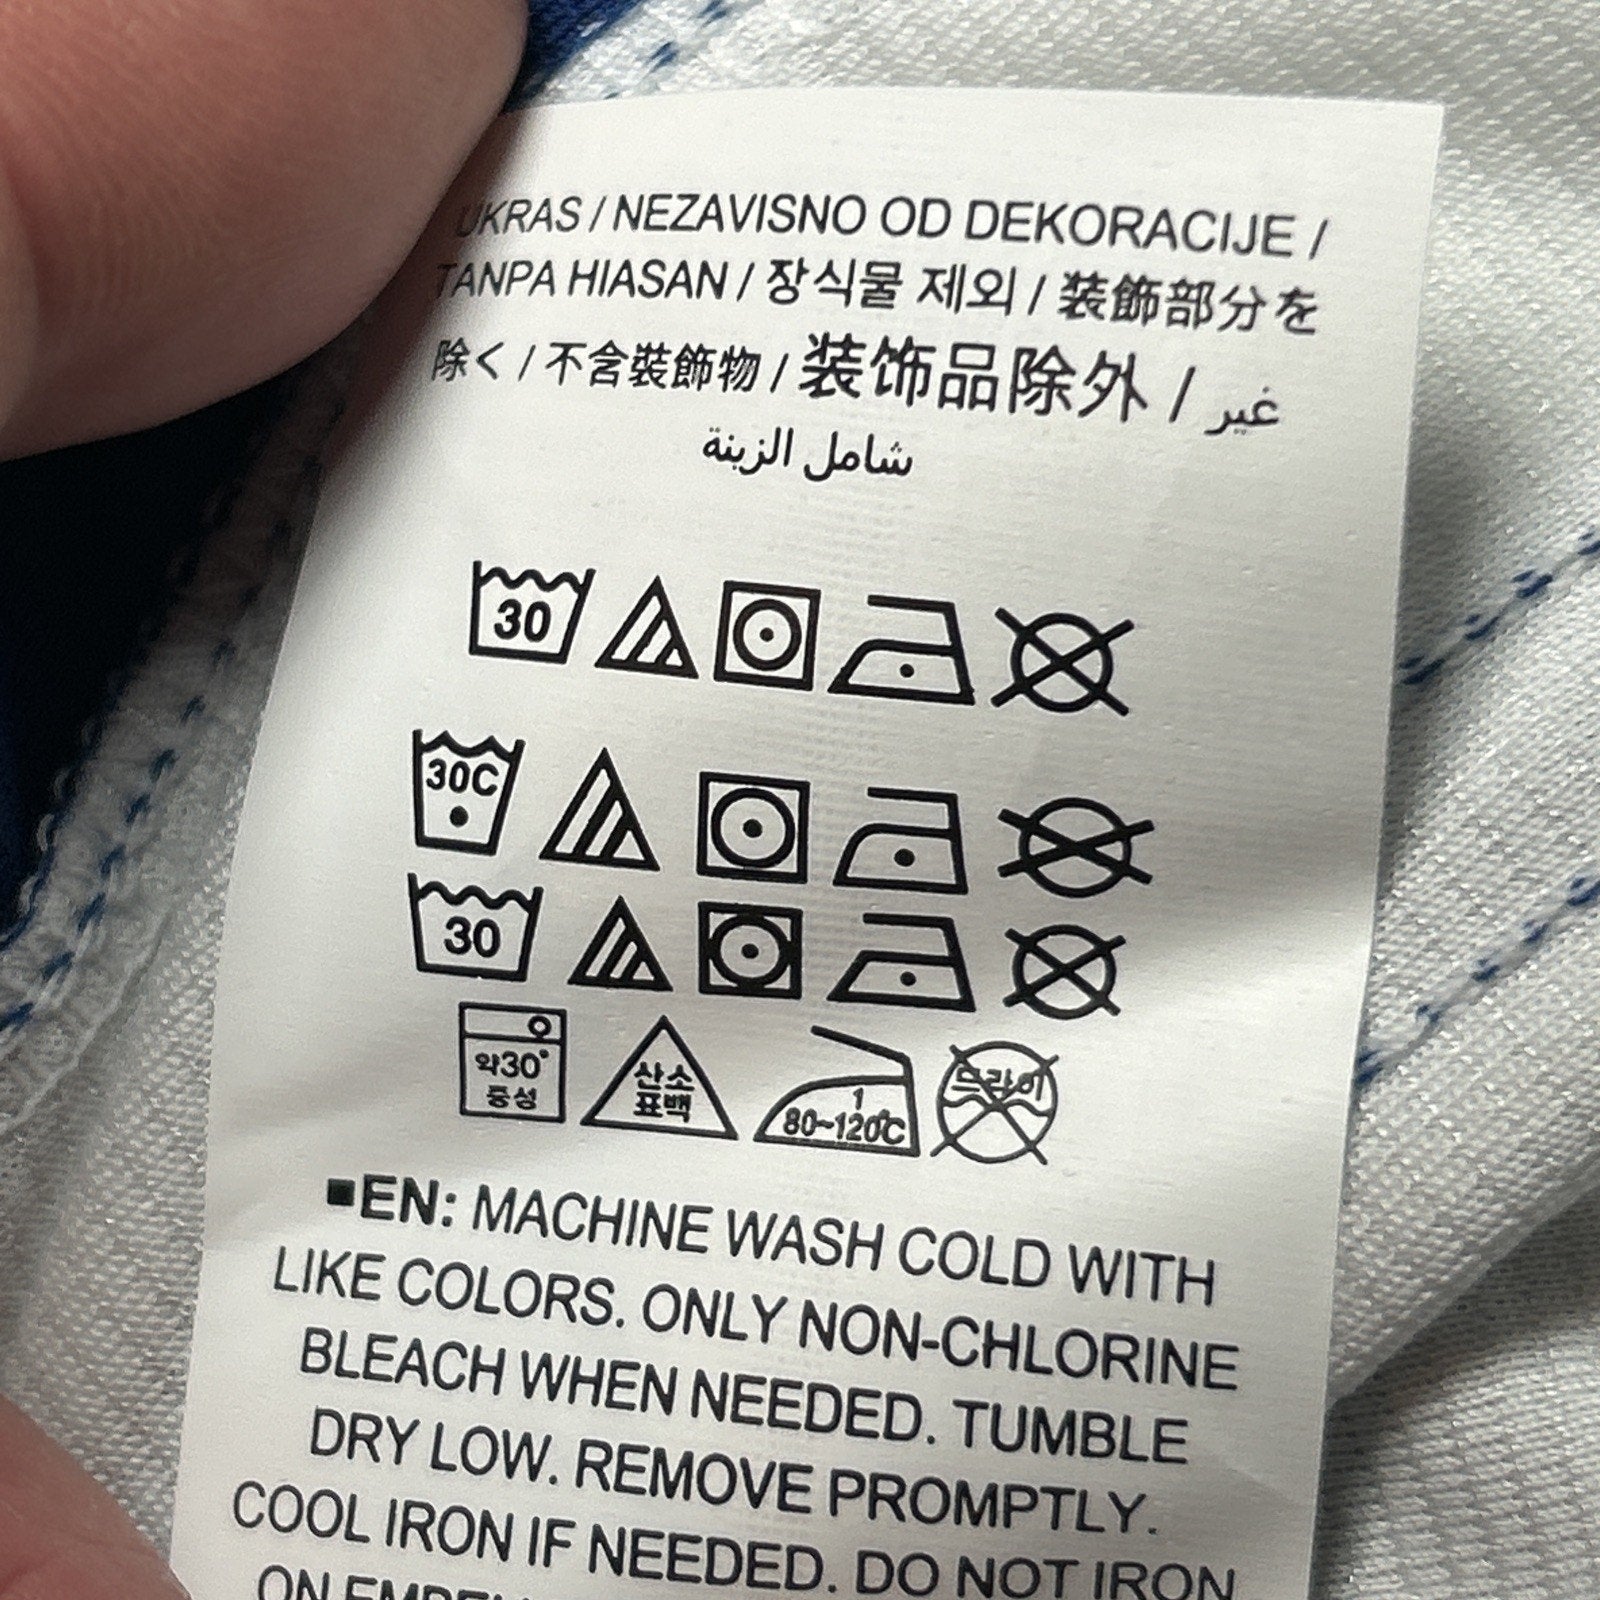 UKRAS / NEZAVISNO OD DEKORACIJE /
TANPA HIASAN / 장식물 제외 / 装飾部分を
除く / 不含裝飾物 / 装饰品除外 / غير
شامل الزينة
30
30C
30
약30° 중성 산소 표백 1 80~120℃ 드라이
■EN: MACHINE WASH COLD WITH
LIKE COLORS. ONLY NON-CHLORINE
BLEACH WHEN NEEDED. TUMBLE
DRY LOW. REMOVE PROMPTLY.
COOL IRON IF NEEDED. DO NOT IRON
ON